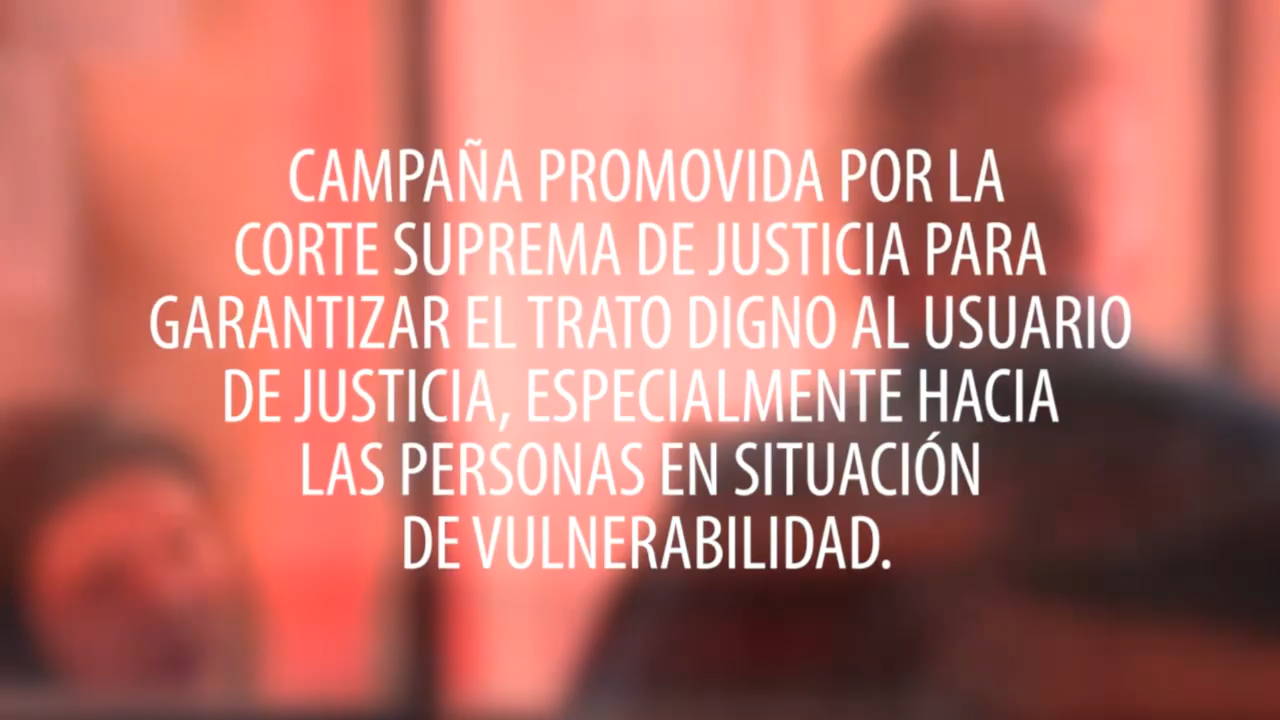 CAMPAÑA PROMOVIDA POR LA
CORTE SUPREMA DE JUSTICIA PARA
GARANTIZAR EL TRATO DIGNO AL USUARIO
DE JUSTICIA, ESPECIALMENTE HACIA
LAS PERSONAS EN SITUACIÓN
DE VULNERABILIDAD.